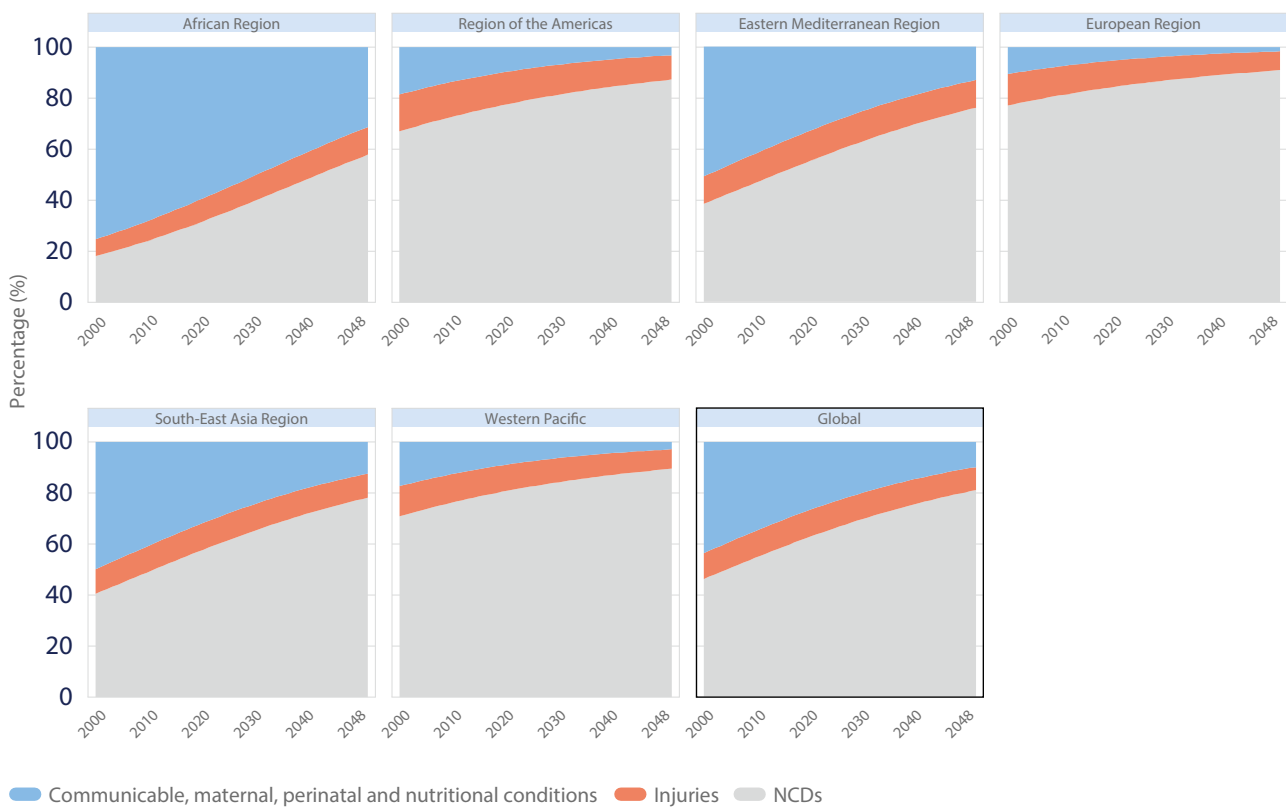 African Region
Region of the Americas
Eastern Mediterranean Region
European Region
100
80
60
40
20
0
2000 2010 2020 2030 2040 2048
2000 2010 2020 2030 2040 2048
2000 2010 2020 2030 2040 2048
2000 2010 2020 2030 2040 2048
Percentage (%)
South-East Asia Region
Western Pacific
Global
100
80
60
40
20
0
2000 2010 2020 2030 2040 2048
2000 2010 2020 2030 2040 2048
2000 2010 2020 2030 2040 2048
Communicable, maternal, perinatal and nutritional conditions Injuries NCDs